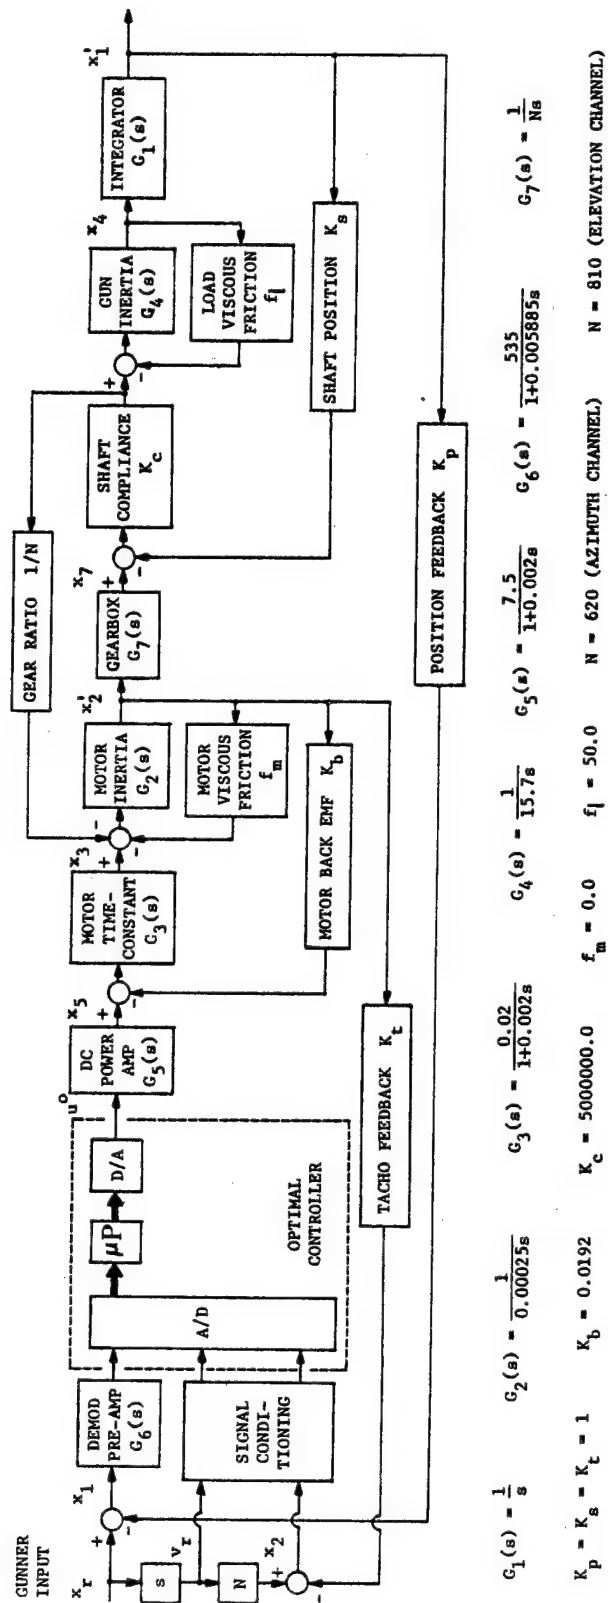 GUNNER
INPUT
x_r
+
-
x_1
DEMOD
PRE-AMP
G_6(s)
s
v_r
N
+
-
x_2
SIGNAL
CONDI-
TIONING
A/D
µP
D/A
OPTIMAL
CONTROLLER
u^o
DC
POWER
AMP
G_5(s)
x_5
+
-
MOTOR
TIME-
CONSTANT
G_3(s)
x_3
+
-
-
MOTOR
INERTIA
G_2(s)
x_2'
MOTOR
VISCOUS
FRICTION
f_m
MOTOR BACK EMF K_b
TACHO FEEDBACK K_t
GEAR RATIO 1/N
GEARBOX
G_7(s)
x_7
+
-
SHAFT
COMPLIANCE
K_c
+
-
GUN
INERTIA
G_4(s)
x_4
LOAD
VISCOUS
FRICTION
f_l
INTEGRATOR
G_1(s)
x_1'
SHAFT POSITION K_s
POSITION FEEDBACK K_p
G_1(s) = 1/s G_2(s) = 1/0.00025s G_3(s) = 0.02/1+0.002s G_4(s) = 1/15.7s G_5(s) = 7.5/1+0.002s G_6(s) = 535/1+0.005885s G_7(s) = 1/Ns
K_p = K_s = K_t = 1 K_b = 0.0192 K_c = 5000000.0 f_m = 0.0 f_l = 50.0 N = 620 (AZIMUTH CHANNEL) N = 810 (ELEVATION CHANNEL)